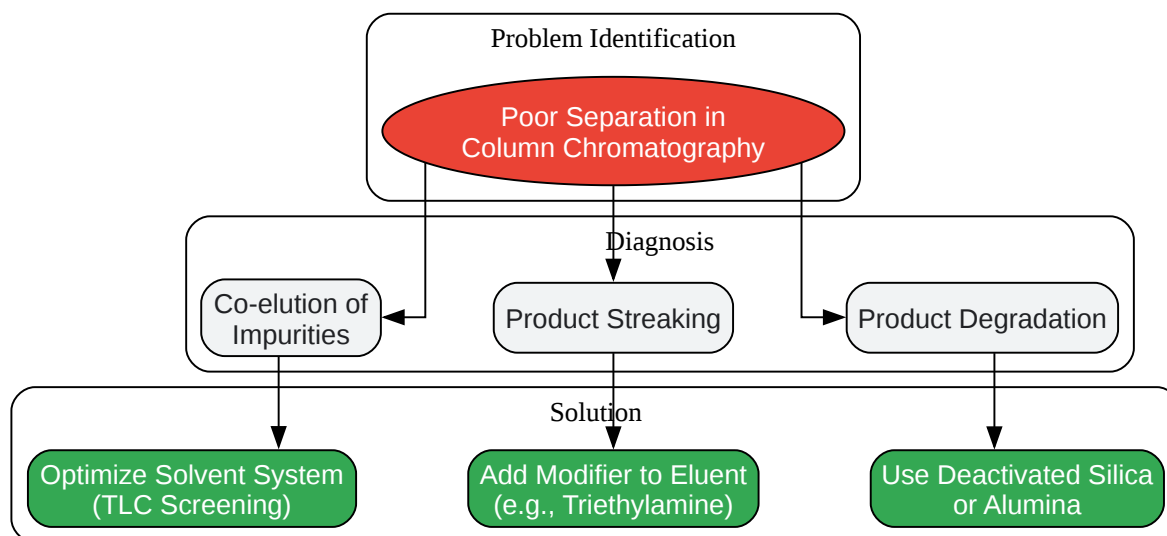 Problem Identification
Poor Separation in
Column Chromatography
Diagnosis
Co-elution of
Impurities
Product Streaking
Product Degradation
Solution
Optimize Solvent System
(TLC Screening)
Add Modifier to Eluent
(e.g., Triethylamine)
Use Deactivated Silica
or Alumina